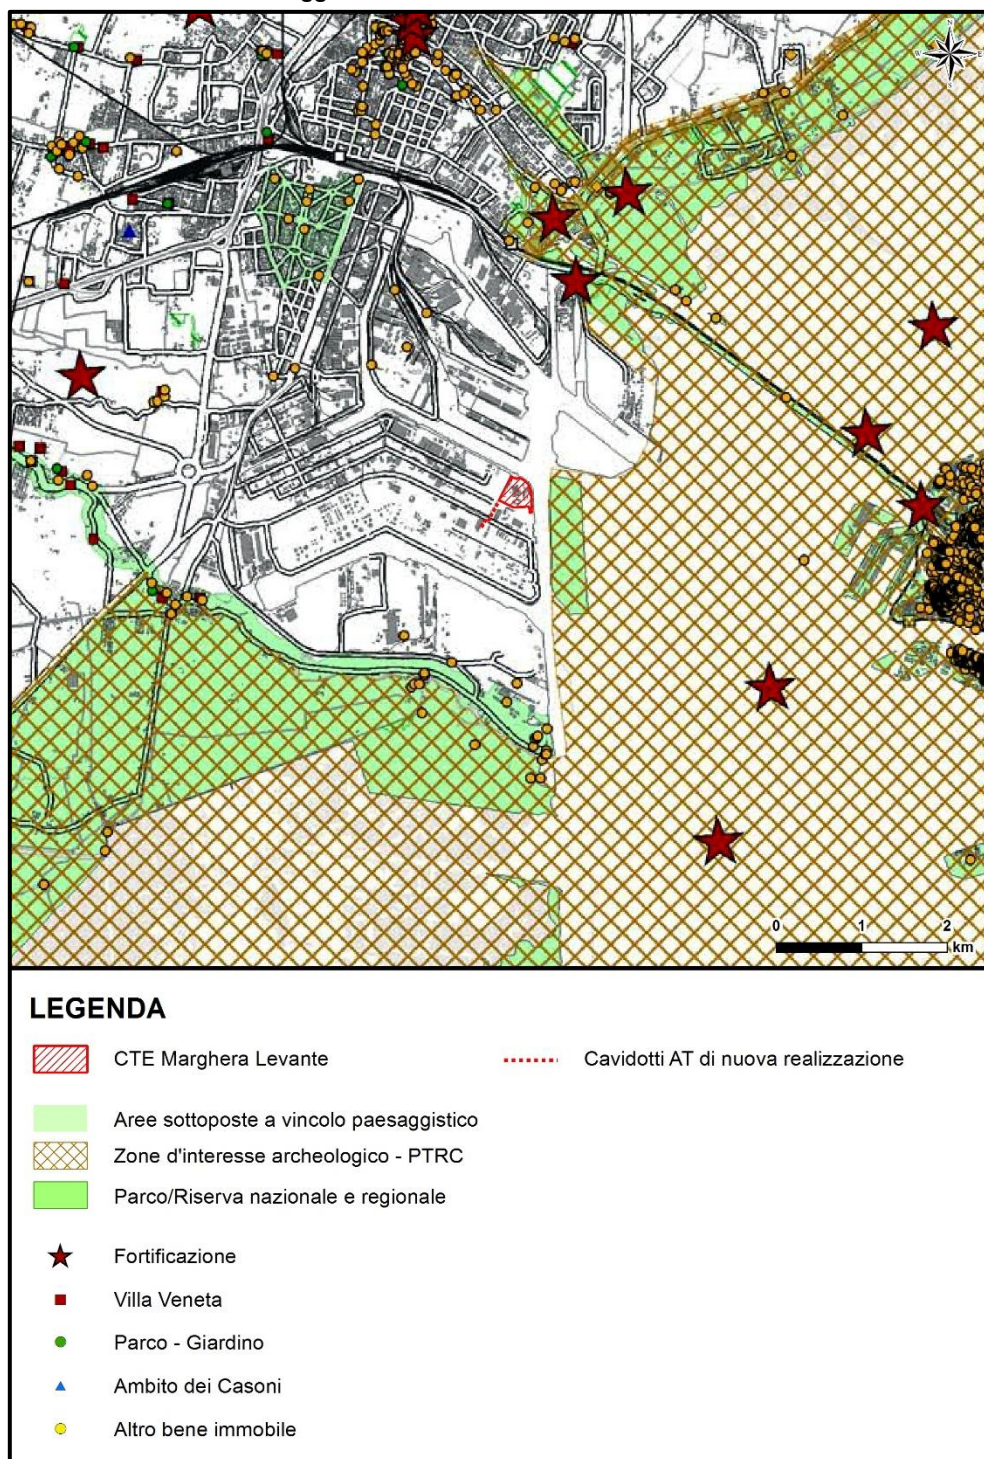 N
W
E
S
0 1 2
km
LEGENDA
CTE Marghera Levante
Cavidotti AT di nuova realizzazione
Aree sottoposte a vincolo paesaggistico
Zone d'interesse archeologico - PTRC
Parco/Riserva nazionale e regionale
Fortificazione
Villa Veneta
Parco - Giardino
Ambito dei Casoni
Altro bene immobile